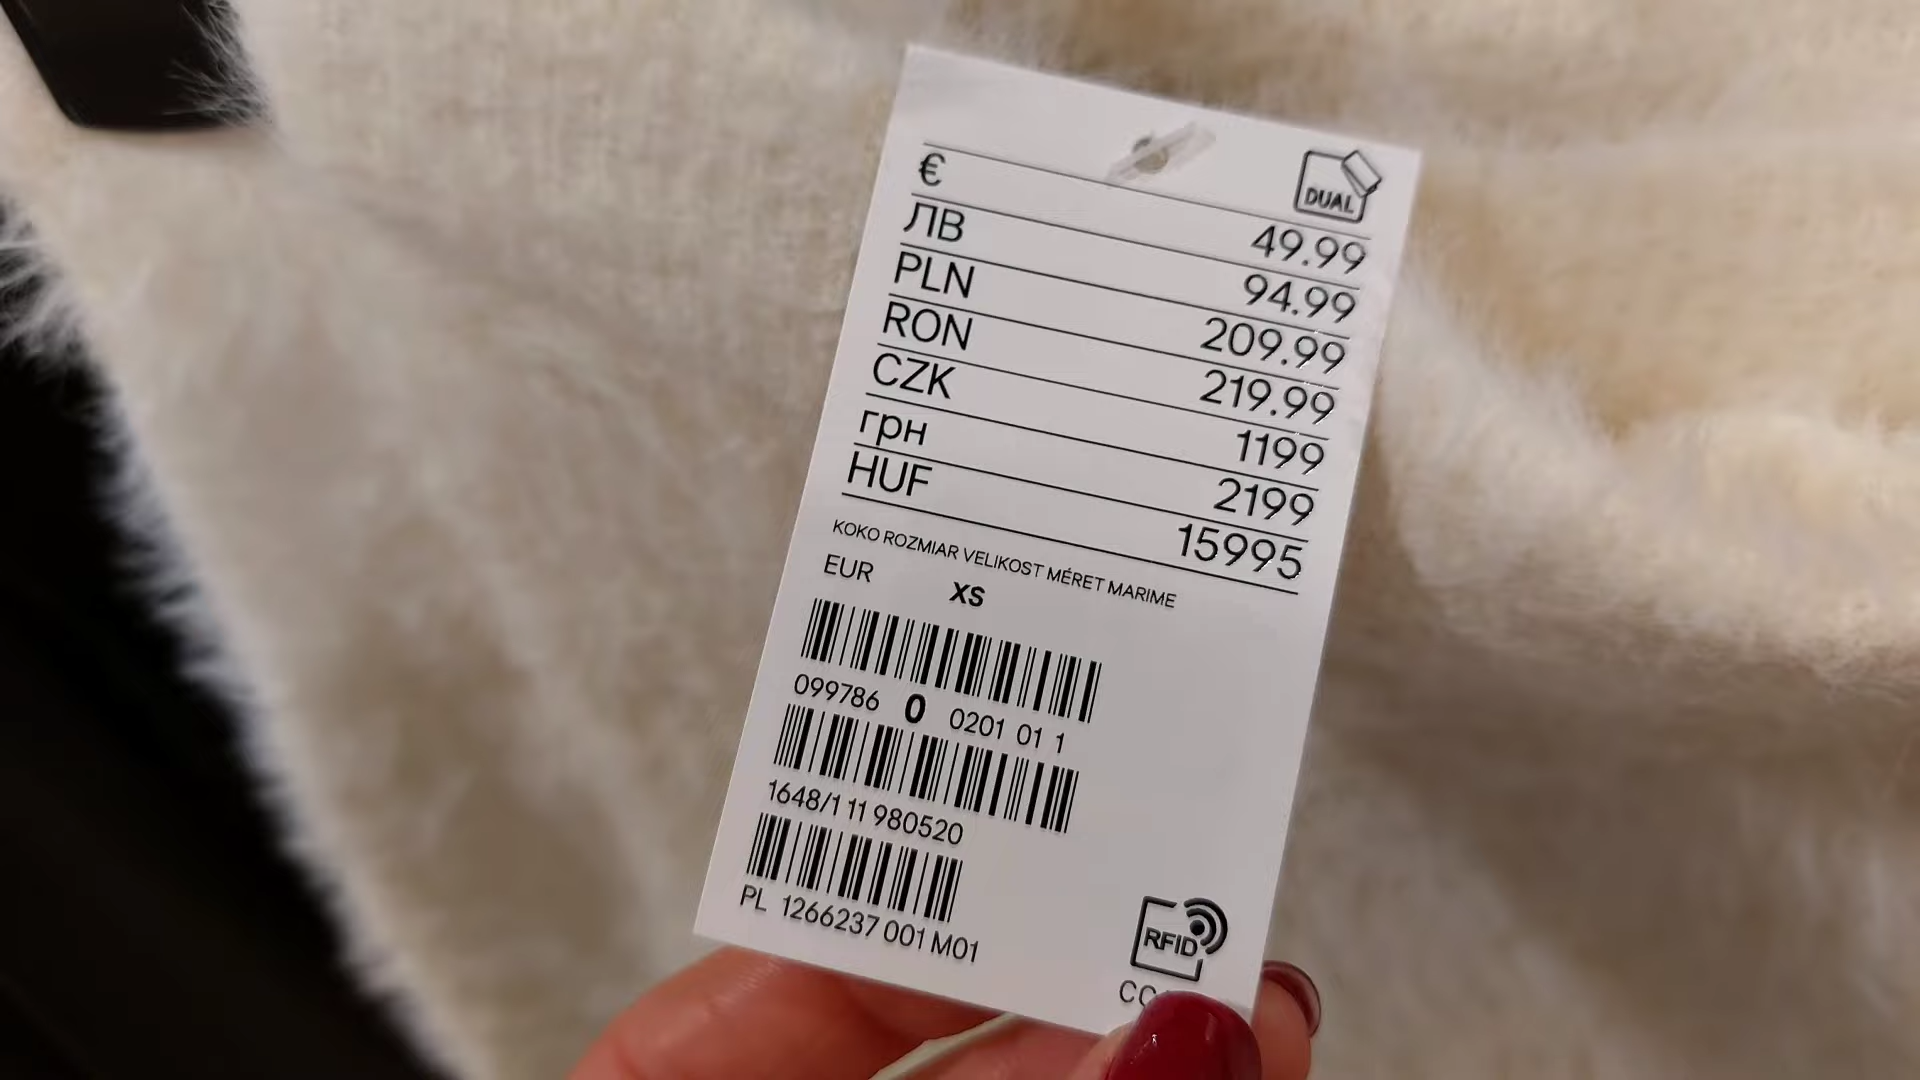 DUAL
€ 49.99
ЛВ 94.99
PLN 209.99
RON 219.99
CZK 1199
грн 2199
HUF 15995
KOKO ROZMIAR VELIKOST MÉRET MARIME
EUR XS
099786 0 0201 01 1
1648/1 11 980520
PL 1266237 001 M01
RFID